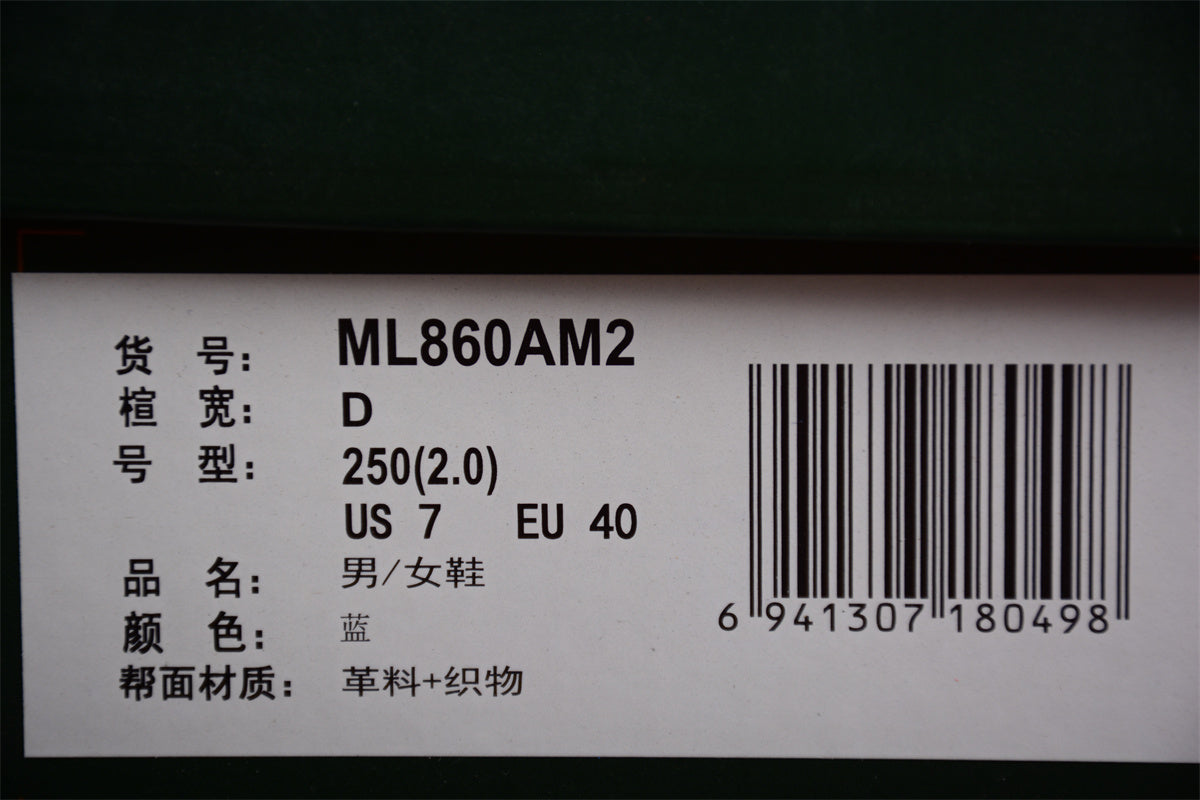 货 号: ML860AM2
楦 宽: D
号 型: 250(2.0)
US 7 EU 40
品 名: 男/女鞋
颜 色: 蓝
帮面材质: 革料+织物
6 941307 180498